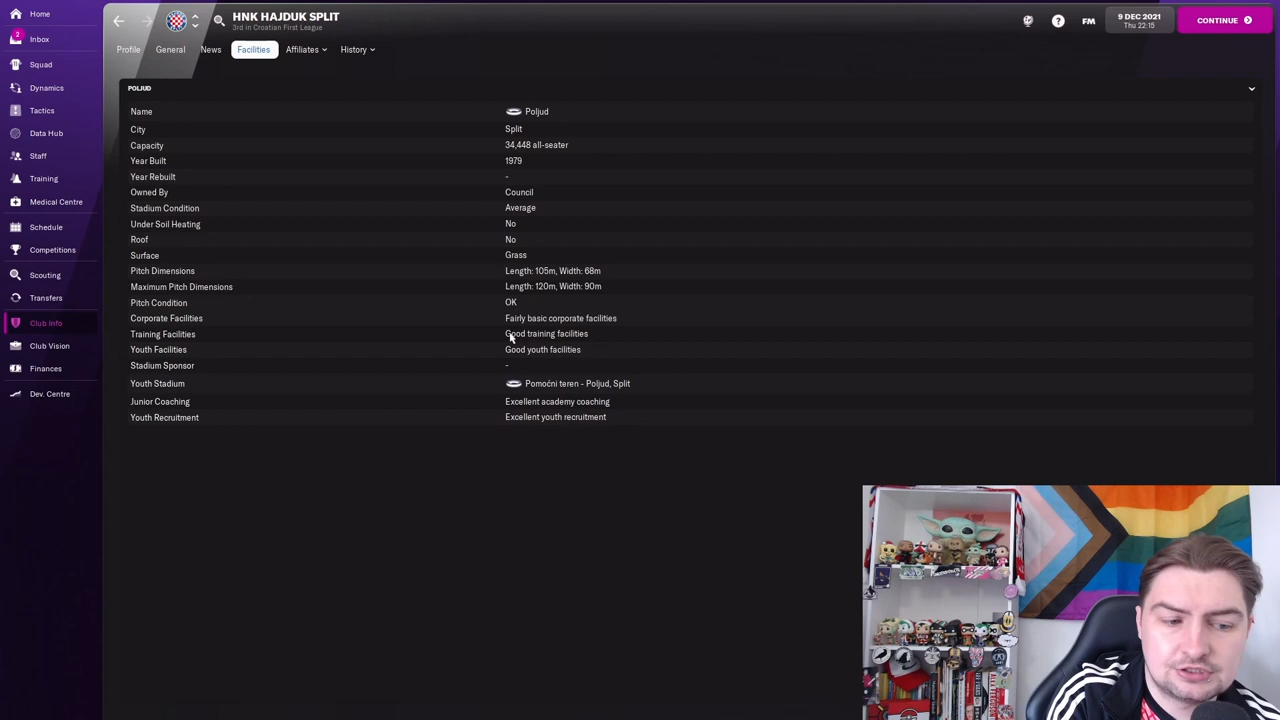 Home
2
Inbox
Squad
Dynamics
Tactics
Data Hub
Staff
Training
Medical Centre
Schedule
Competitions
Scouting
Transfers
Club Info
Club Vision
Finances
Dev. Centre
HNK HAJDUK SPLIT
3rd in Croatian First League
FM
9 DEC 2021
Thu 22:15
CONTINUE
Profile General News Facilities Affiliates History
POLJUD
Name Poljud
City Split
Capacity 34,448 all-seater
Year Built 1979
Year Rebuilt -
Owned By Council
Stadium Condition Average
Under Soil Heating No
Roof No
Surface Grass
Pitch Dimensions Length: 105m, Width: 68m
Maximum Pitch Dimensions Length: 120m, Width: 90m
Pitch Condition OK
Corporate Facilities Fairly basic corporate facilities
Training Facilities Good training facilities
Youth Facilities Good youth facilities
Stadium Sponsor -
Youth Stadium Pomoćni teren - Poljud, Split
Junior Coaching Excellent academy coaching
Youth Recruitment Excellent youth recruitment